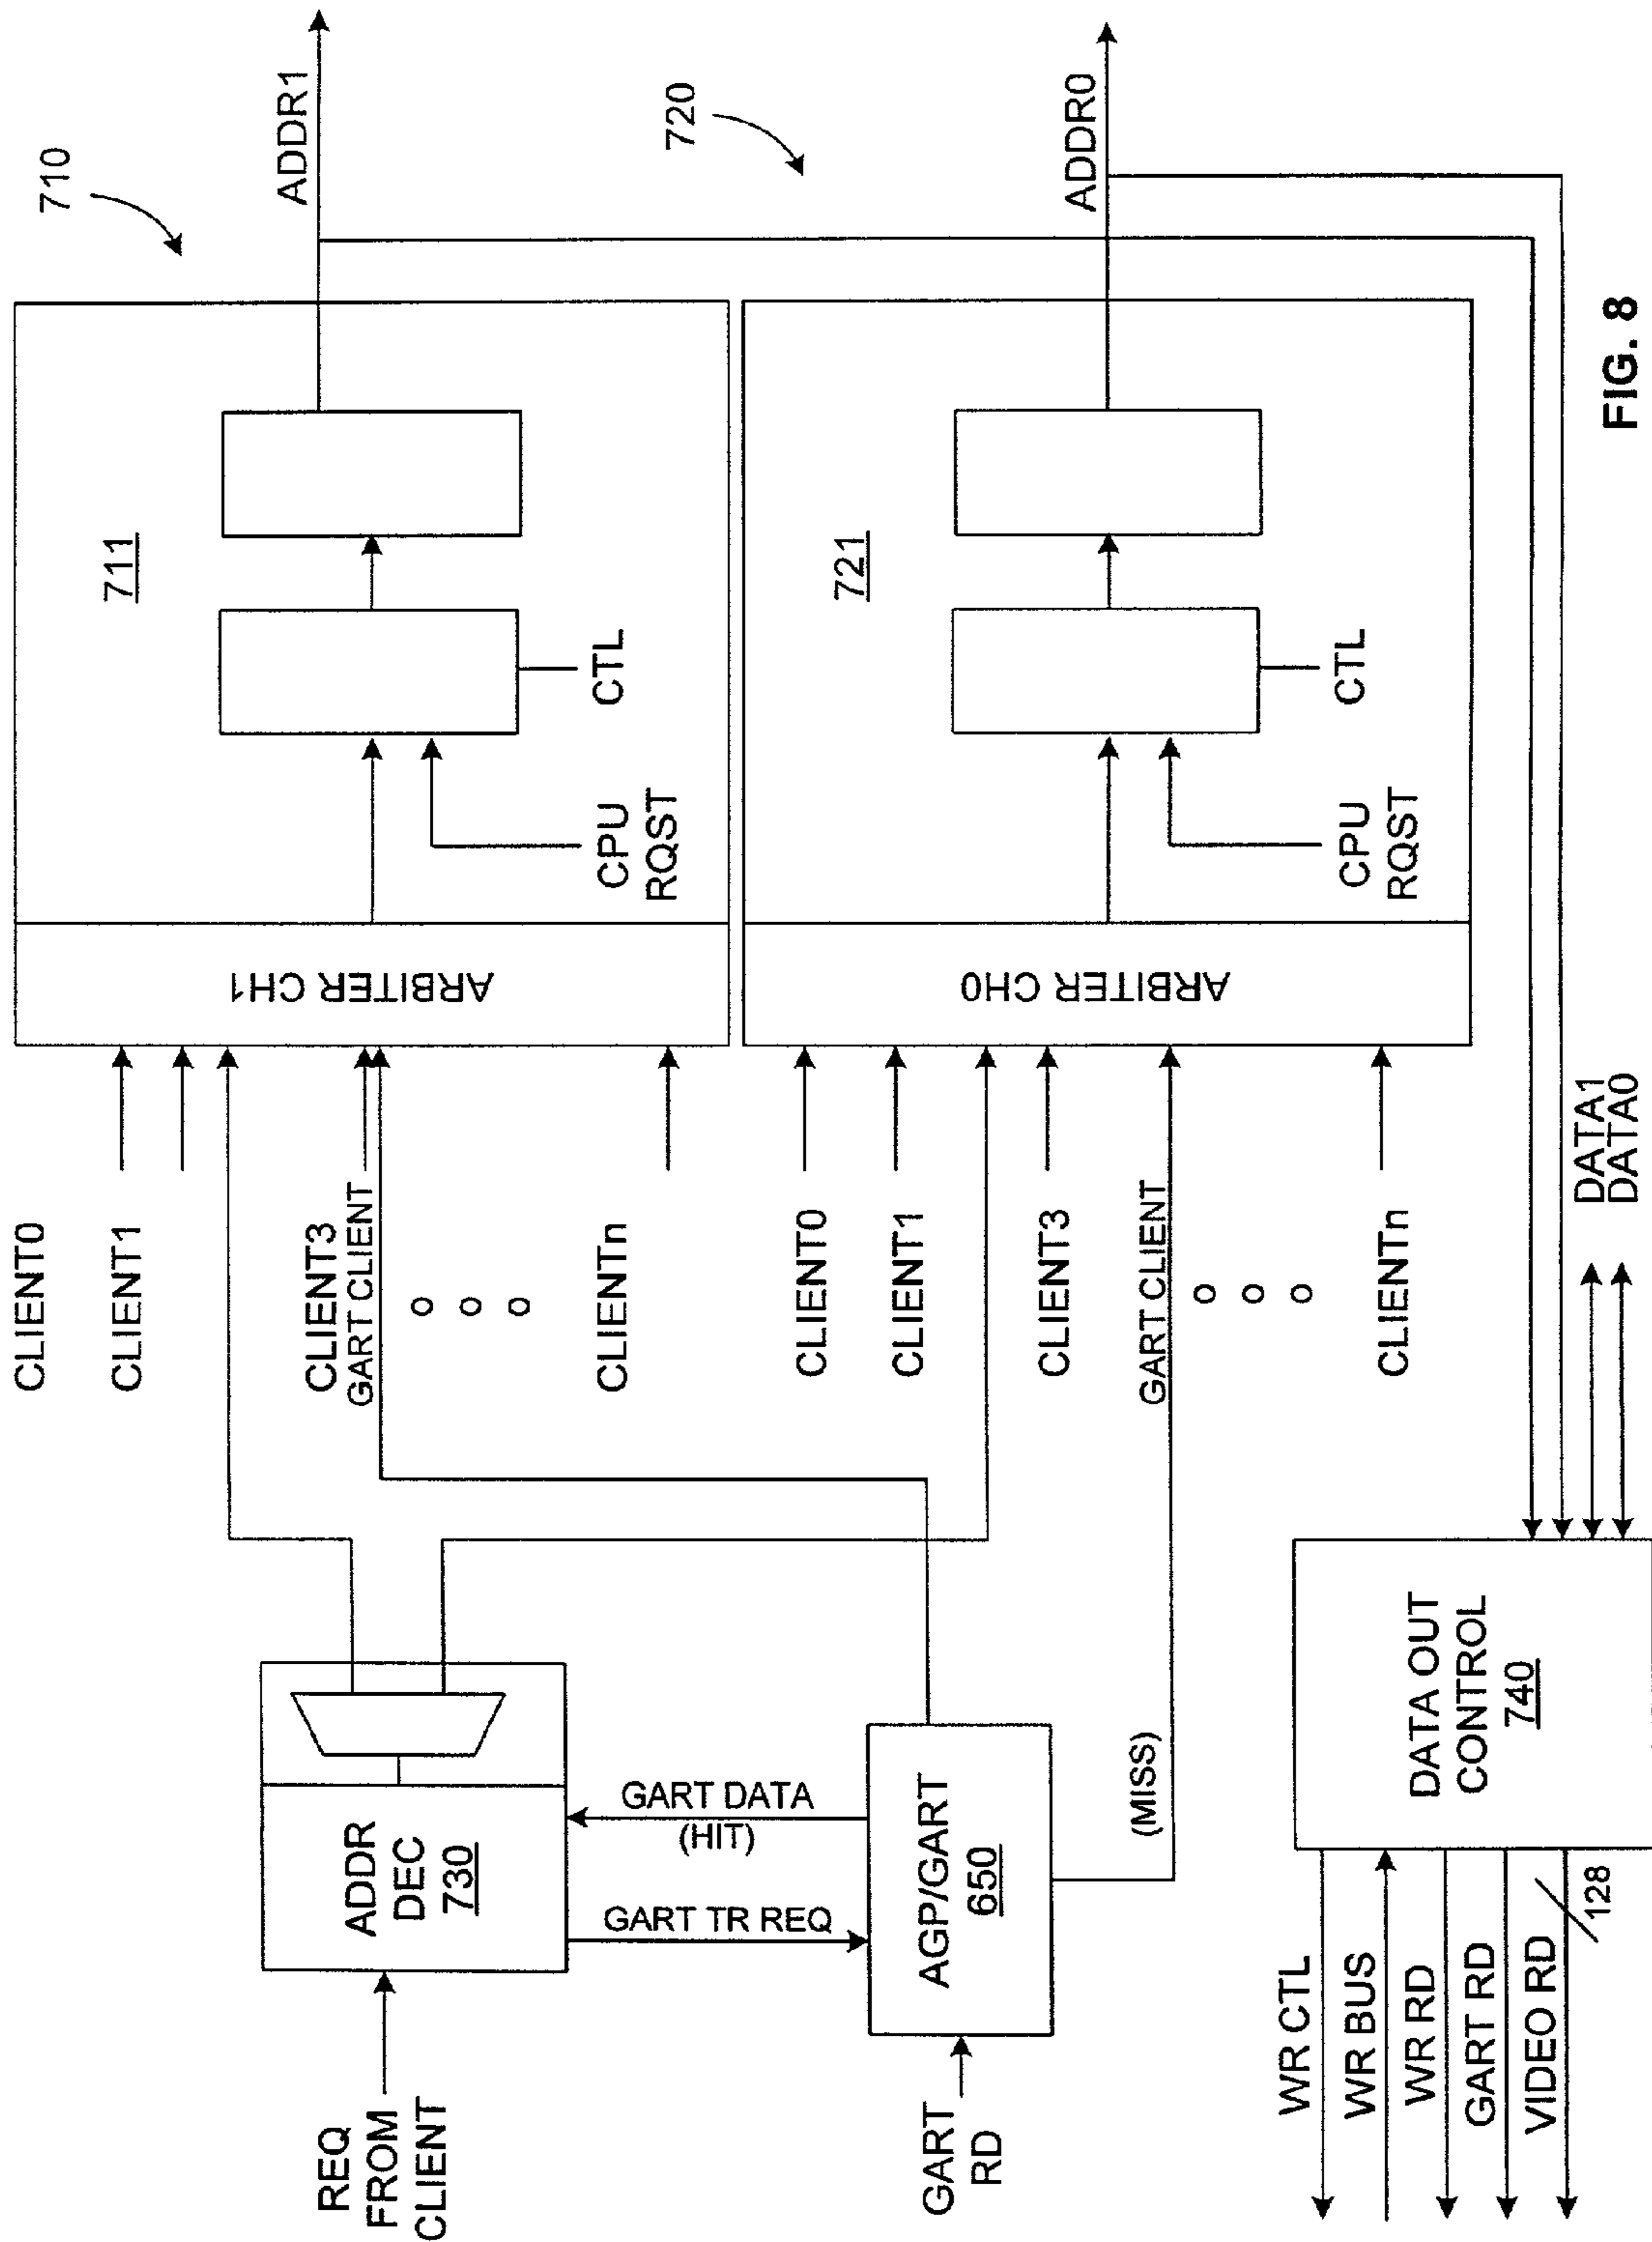 710
ADDR1
720
ADDR0
711
CTL
CPU
RQST
ARBITER CH1
721
CTL
CPU
RQST
ARBITER CH0
CLIENT0
CLIENT1
CLIENT3
GART CLIENT
CLIENTn
CLIENT0
CLIENT1
CLIENT3
GART CLIENT
CLIENTn
DATA1
DATA0
REQ
FROM
CLIENT
ADDR
DEC
730
GART DATA
(HIT)
GART TR REQ
AGP/GART
650
(MISS)
GART
RD
DATA OUT
CONTROL
740
WR CTL
WR BUS
WR RD
GART RD
VIDEO RD
128
FIG. 8